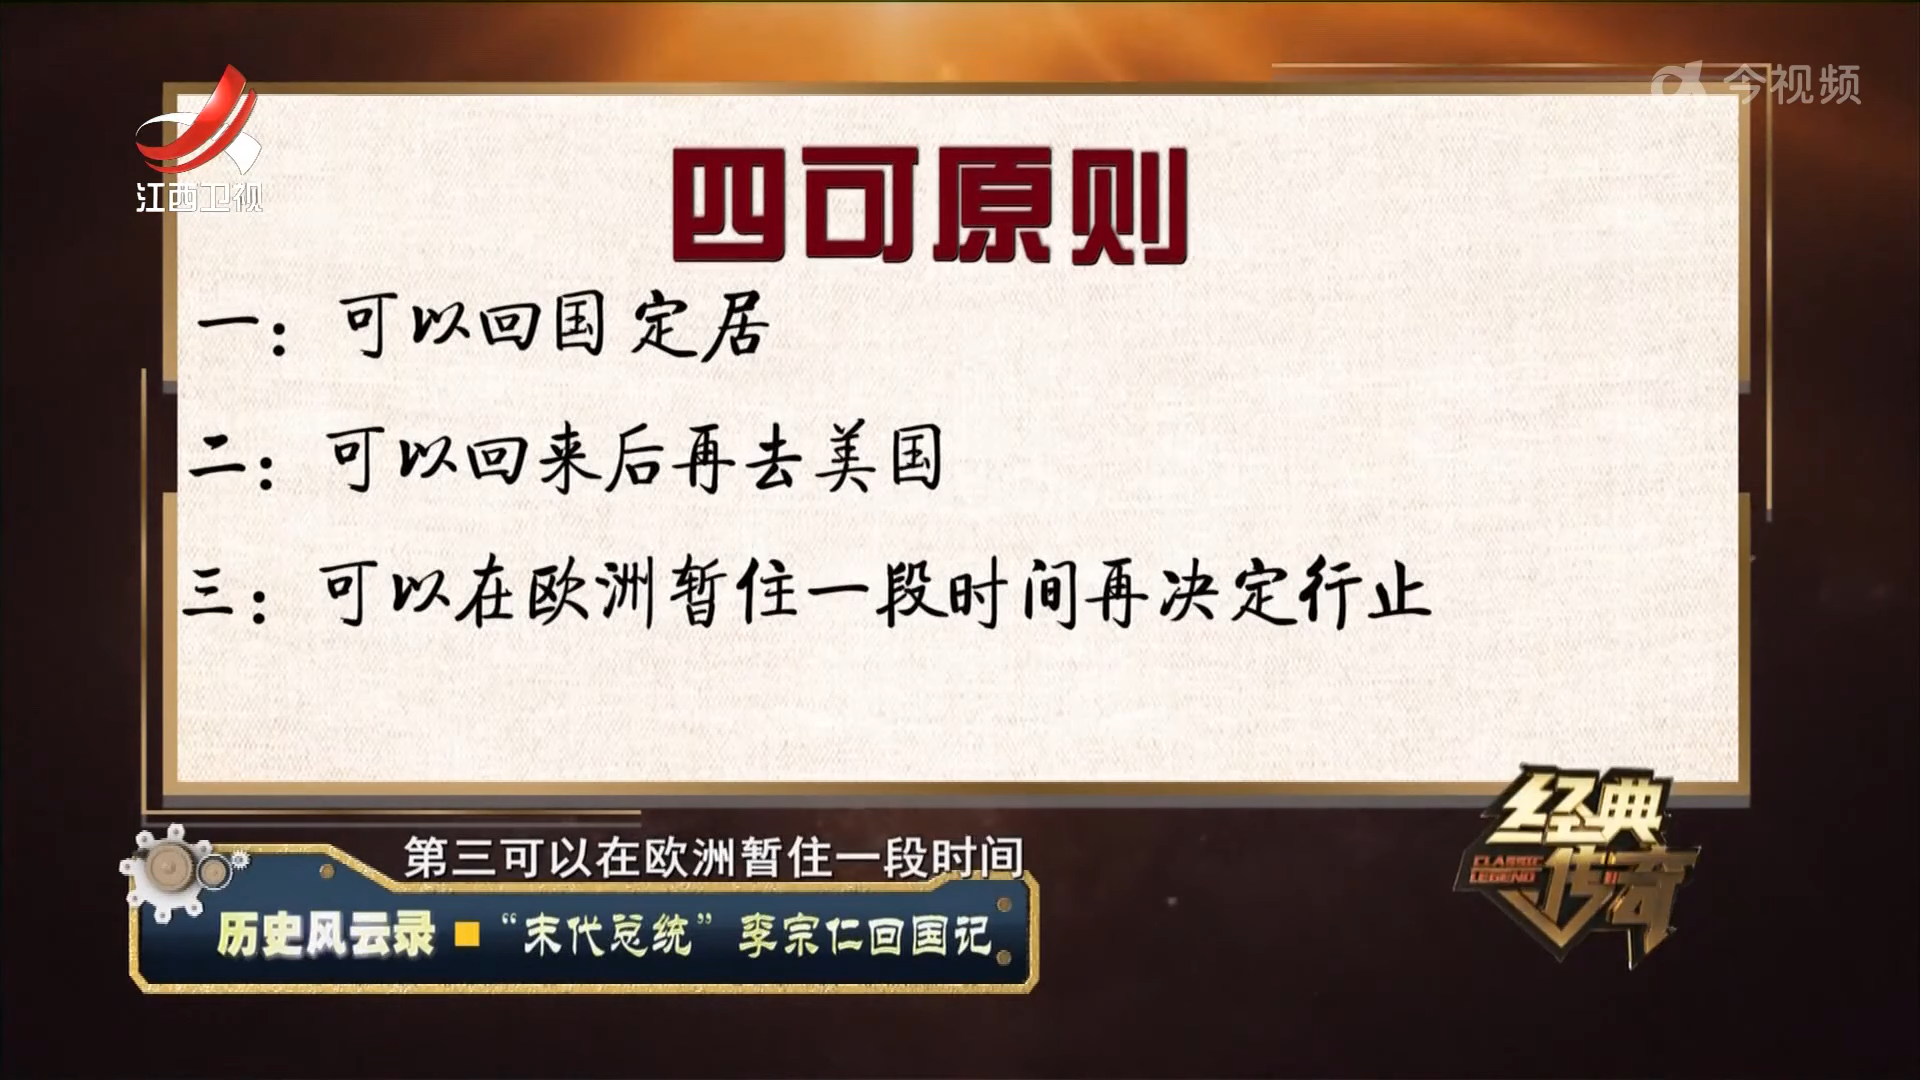 江西卫视
今视频
四可原则
一：可以回国定居
二：可以回来后再去美国
三：可以在欧洲暂住一段时间再决定行止
第三可以在欧洲暂住一段时间
历史风云录 ■ “末代总统” 李宗仁回国记
经典传奇
CLASSIC LEGEND